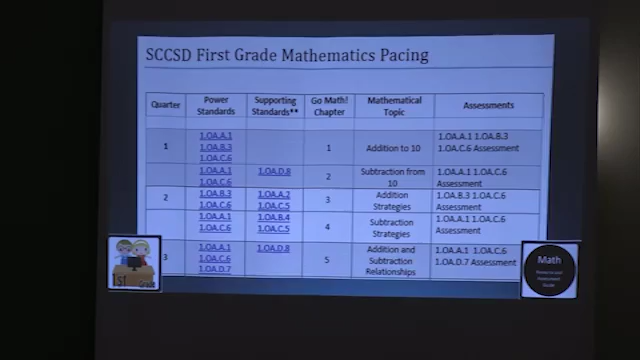 SCCSD First Grade Mathematics Pacing
Quarter Power Standards Supporting Standards** Go Math! Chapter Mathematical Topic Assessments
1 1.OA.A.1 1.OA.B.3 1.OA.C.6 1 Addition to 10 1.OA.A.1 1.OA.B.3 1.OA.C.6 Assessment
1.OA.A.1 1.OA.C.6 1.OA.D.8 2 Subtraction from 10 1.OA.A.1 1.OA.C.6 Assessment
2 1.OA.B.3 1.OA.C.6 1.OA.A.2 1.OA.C.5 3 Addition Strategies 1.OA.B.3 1.OA.C.6 Assessment
1.OA.A.1 1.OA.C.6 1.OA.B.4 1.OA.C.5 4 Subtraction Strategies 1.OA.A.1 1.OA.C.6 Assessment
3 1.OA.A.1 1.OA.C.6 1.OA.D.7 1.OA.D.8 5 Addition and Subtraction Relationships 1.OA.A.1 1.OA.C.6 1.OA.D.7 Assessment
1st Grade
Math
Guide